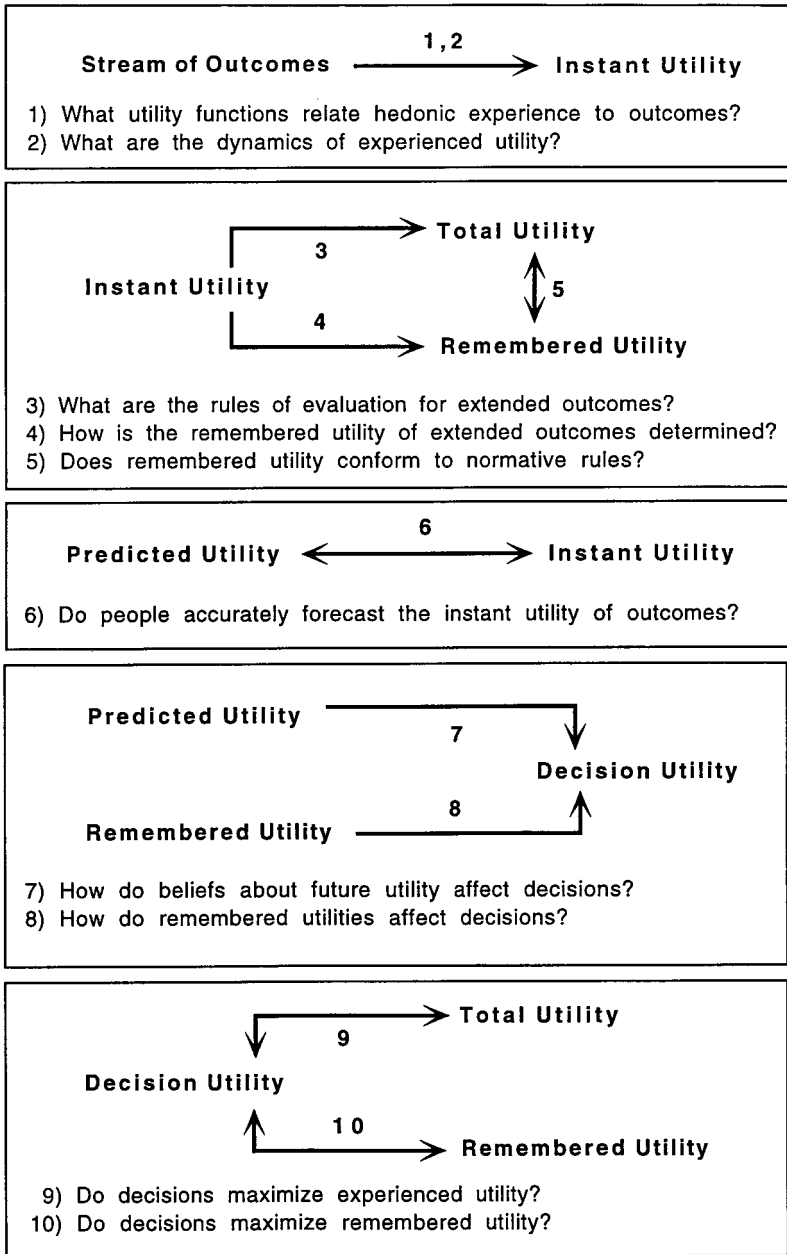 1,2
Stream of Outcomes Instant Utility
1) What utility functions relate hedonic experience to outcomes?
2) What are the dynamics of experienced utility?
Total Utility
3
Instant Utility
5
4
Remembered Utility
3) What are the rules of evaluation for extended outcomes?
4) How is the remembered utility of extended outcomes determined?
5) Does remembered utility conform to normative rules?
6
Predicted Utility Instant Utility
6) Do people accurately forecast the instant utility of outcomes?
Predicted Utility
7
Decision Utility
8
Remembered Utility
7) How do beliefs about future utility affect decisions?
8) How do remembered utilities affect decisions?
Total Utility
9
Decision Utility
10
Remembered Utility
9) Do decisions maximize experienced utility?
10) Do decisions maximize remembered utility?